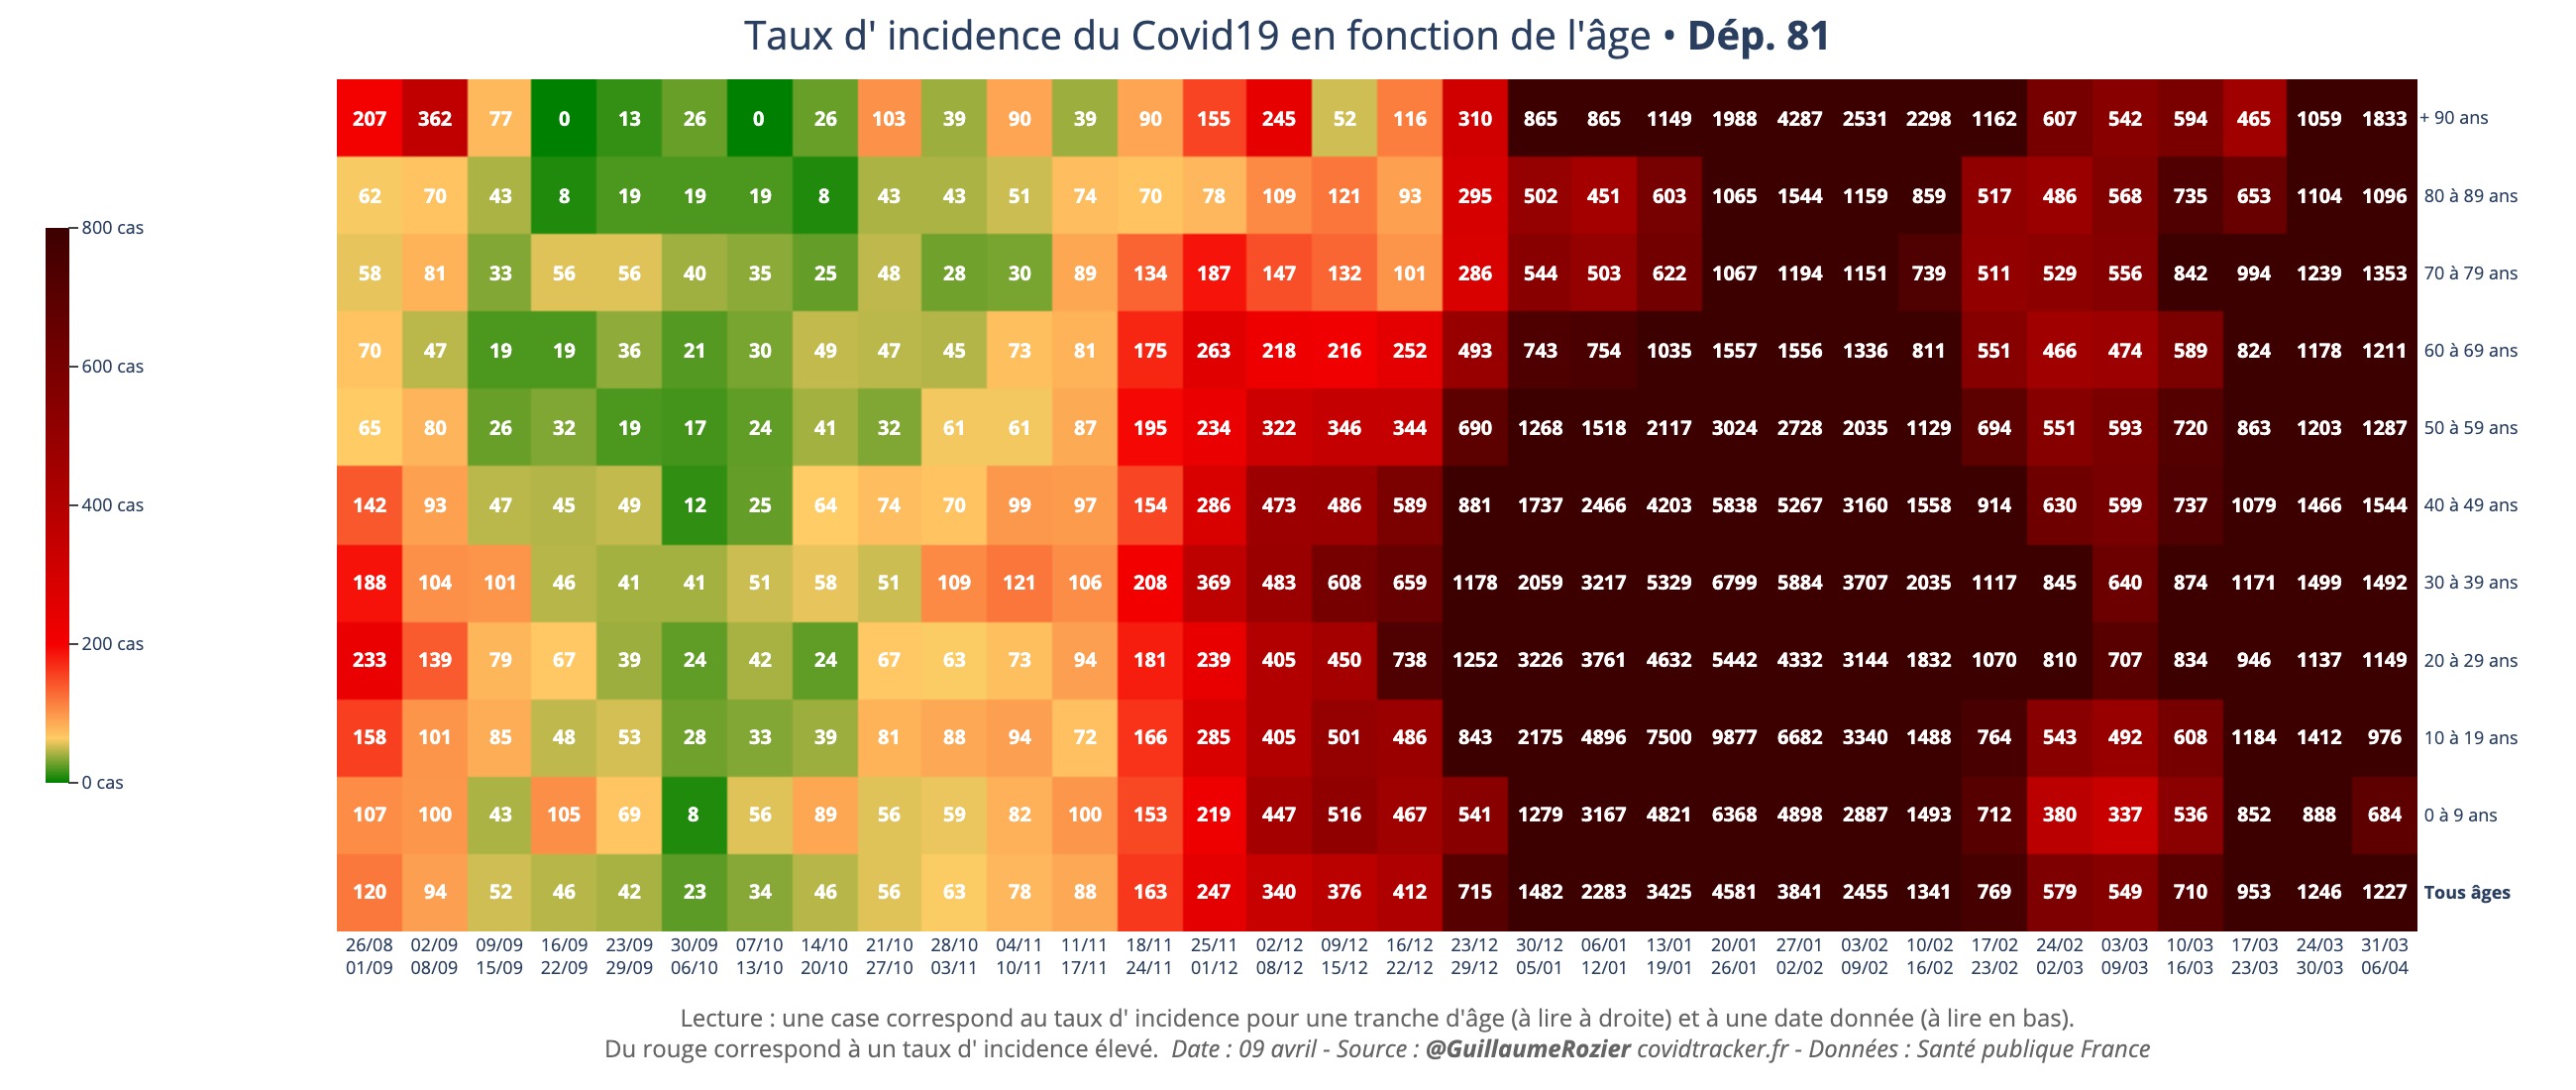 Taux d' incidence du Covid19 en fonction de l'âge • Dép. 81
800 cas
600 cas
400 cas
200 cas
0 cas
207 362 77 0 13 26 0 26 103 39 90 39 90 155 245 52 116 310 865 865 1149 1988 4287 2531 2298 1162 607 542 594 465 1059 1833 + 90 ans
62 70 43 8 19 19 19 8 43 43 51 74 70 78 109 121 93 295 502 451 603 1065 1544 1159 859 517 486 568 735 653 1104 1096 80 à 89 ans
58 81 33 56 56 40 35 25 48 28 30 89 134 187 147 132 101 286 544 503 622 1067 1194 1151 739 511 529 556 842 994 1239 1353 70 à 79 ans
70 47 19 19 36 21 30 49 47 45 73 81 175 263 218 216 252 493 743 754 1035 1557 1556 1336 811 551 466 474 589 824 1178 1211 60 à 69 ans
65 80 26 32 19 17 24 41 32 61 61 87 195 234 322 346 344 690 1268 1518 2117 3024 2728 2035 1129 694 551 593 720 863 1203 1287 50 à 59 ans
142 93 47 45 49 12 25 64 74 70 99 97 154 286 473 486 589 881 1737 2466 4203 5838 5267 3160 1558 914 630 599 737 1079 1466 1544 40 à 49 ans
188 104 101 46 41 41 51 58 51 109 121 106 208 369 483 608 659 1178 2059 3217 5329 6799 5884 3707 2035 1117 845 640 874 1171 1499 1492 30 à 39 ans
233 139 79 67 39 24 42 24 67 63 73 94 181 239 405 450 738 1252 3226 3761 4632 5442 4332 3144 1832 1070 810 707 834 946 1137 1149 20 à 29 ans
158 101 85 48 53 28 33 39 81 88 94 72 166 285 405 501 486 843 2175 4896 7500 9877 6682 3340 1488 764 543 492 608 1184 1412 976 10 à 19 ans
107 100 43 105 69 8 56 89 56 59 82 100 153 219 447 516 467 541 1279 3167 4821 6368 4898 2887 1493 712 380 337 536 852 888 684 0 à 9 ans
120 94 52 46 42 23 34 46 56 63 78 88 163 247 340 376 412 715 1482 2283 3425 4581 3841 2455 1341 769 579 549 710 953 1246 1227 Tous âges
26/08 02/09 09/09 16/09 23/09 30/09 07/10 14/10 21/10 28/10 04/11 11/11 18/11 25/11 02/12 09/12 16/12 23/12 30/12 06/01 13/01 20/01 27/01 03/02 10/02 17/02 24/02 03/03 10/03 17/03 24/03 31/03
01/09 08/09 15/09 22/09 29/09 06/10 13/10 20/10 27/10 03/11 10/11 17/11 24/11 01/12 08/12 15/12 22/12 29/12 05/01 12/01 19/01 26/01 02/02 09/02 16/02 23/02 02/03 09/03 16/03 23/03 30/03 06/04
Lecture : une case correspond au taux d' incidence pour une tranche d'âge (à lire à droite) et à une date donnée (à lire en bas).
Du rouge correspond à un taux d' incidence élevé. Date : 09 avril - Source : @GuillaumeRozier covidtracker.fr - Données : Santé publique France